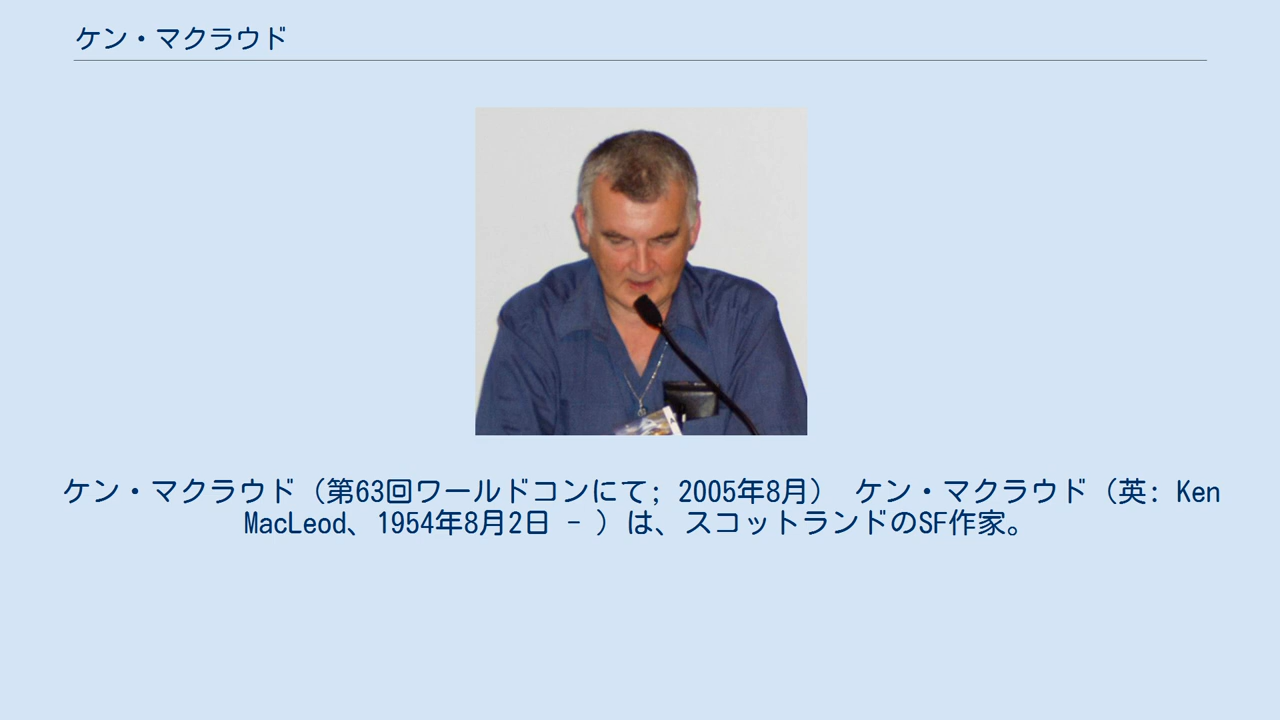 ケン・マクラウド
ケン・マクラウド（第63回ワールドコンにて; 2005年8月） ケン・マクラウド（英: Ken
MacLeod、1954年8月2日 - ）は、スコットランドのSF作家。